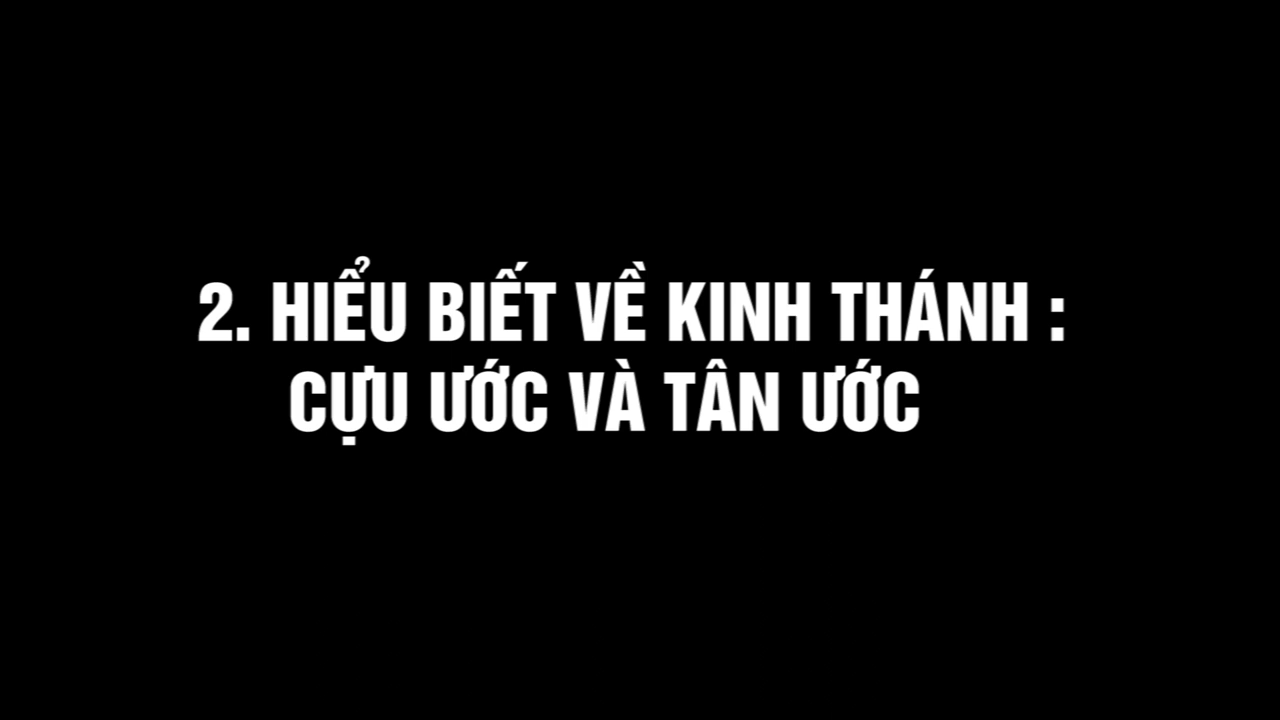 2. HIỂU BIẾT VỀ KINH THÁNH :
CỰU ƯỚC VÀ TÂN ƯỚC